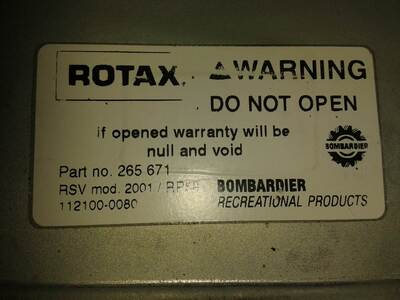 ROTAX ⚠WARNING
DO NOT OPEN
if opened warranty will be
null and void
BOMBARDIER
Part no. 265 671
RSV mod. 2001 /
112100-0080
BOMBARDIER
RECREATIONAL PRODUCTS